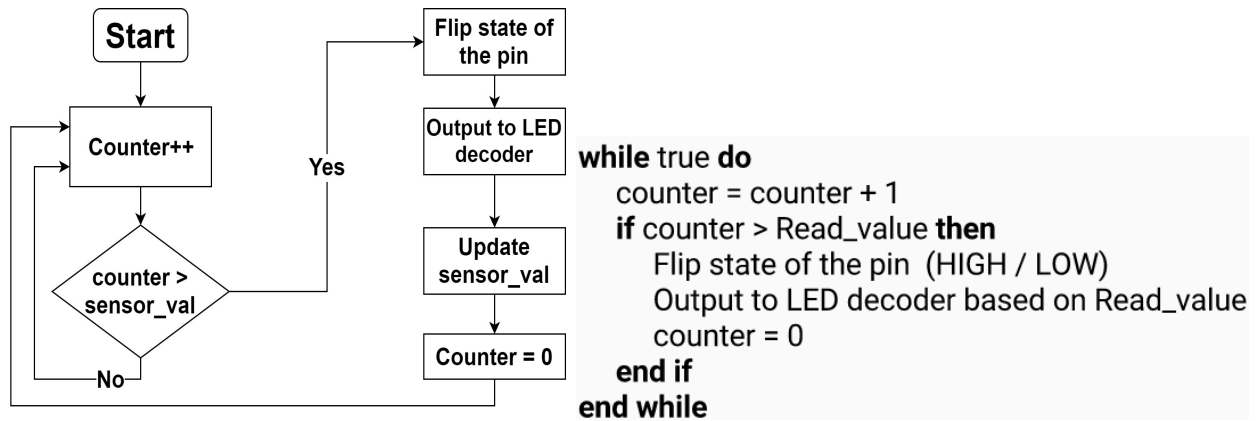 Start
Counter++
counter >
sensor_val
No
Yes
Flip state of
the pin
Output to LED
decoder
Update
sensor_val
Counter = 0
while true do
counter = counter + 1
if counter > Read_value then
Flip state of the pin (HIGH / LOW)
Output to LED decoder based on Read_value
counter = 0
end if
end while